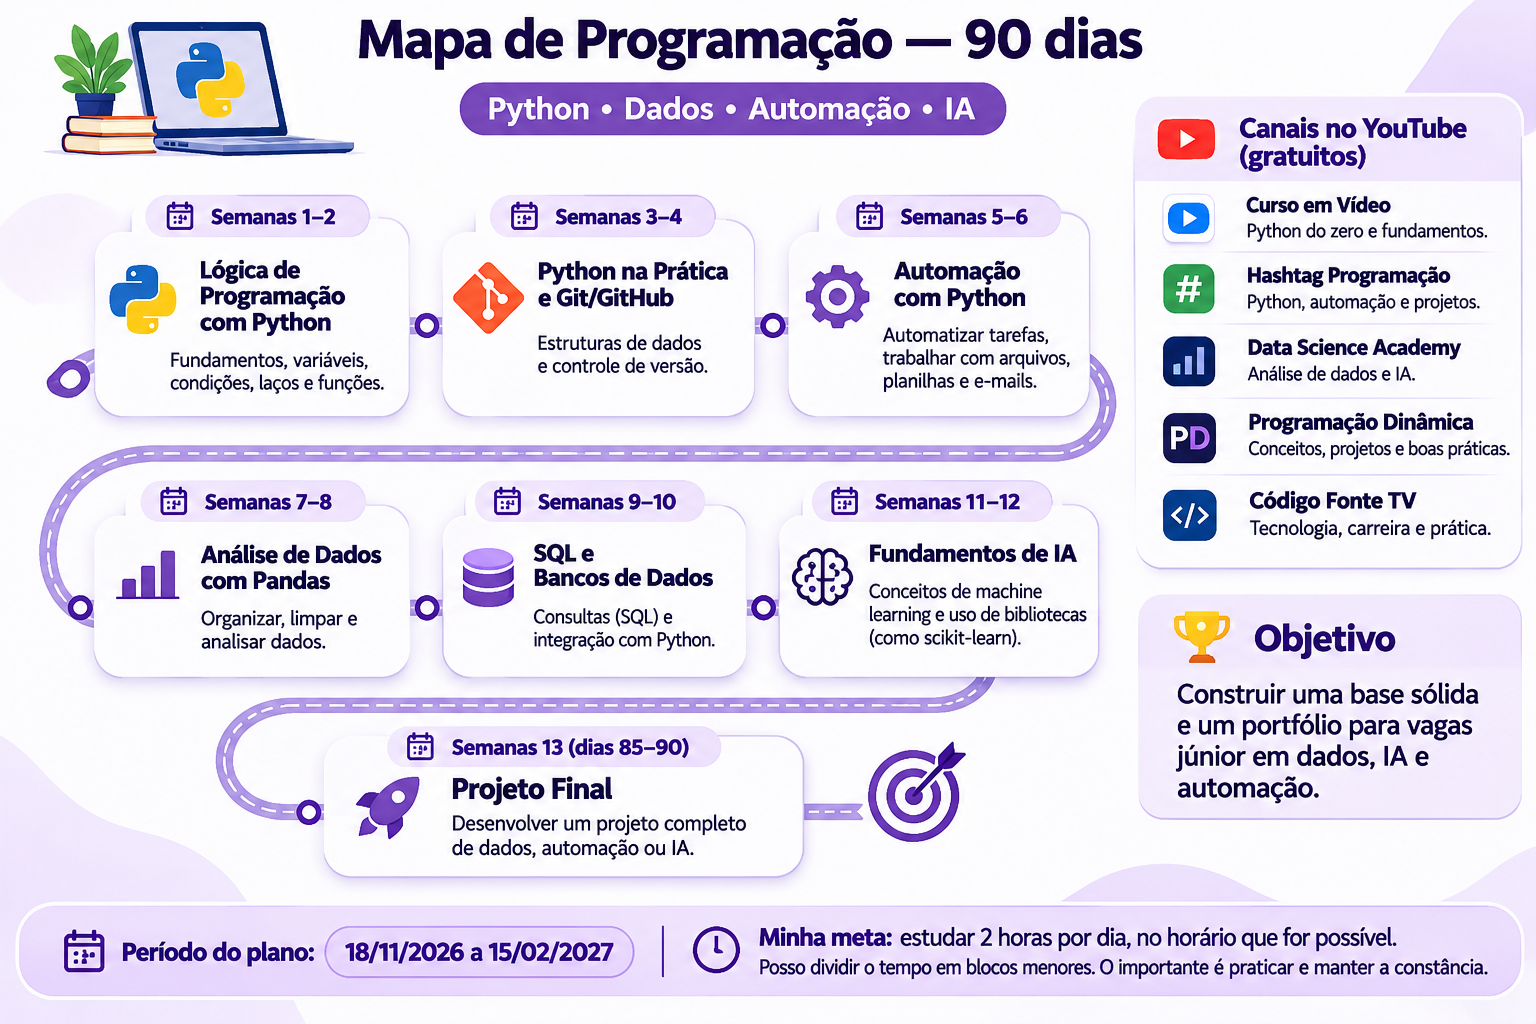 Mapa de Programação — 90 dias
Python • Dados • Automação • IA
Semanas 1–2
Lógica de
Programação
com Python
Fundamentos, variáveis,
condições, laços e funções.
Semanas 3–4
Python na Prática
e Git/GitHub
Estruturas de dados
e controle de versão.
Semanas 5–6
Automação
com Python
Automatizar tarefas,
trabalhar com arquivos,
planilhas e e-mails.
Semanas 7–8
Análise de Dados
com Pandas
Organizar, limpar e
analisar dados.
Semanas 9–10
SQL e
Bancos de Dados
Consultas (SQL) e
integração com Python.
Semanas 11–12
Fundamentos de IA
Conceitos de machine
learning e uso de bibliotecas
(como scikit-learn).
Semanas 13 (dias 85–90)
Projeto Final
Desenvolver um projeto completo
de dados, automação ou IA.
Canais no YouTube
(gratuitos)
Curso em Vídeo
Python do zero e fundamentos.
#
Hashtag Programação
Python, automação e projetos.
Data Science Academy
Análise de dados e IA.
PD
Programação Dinâmica
Conceitos, projetos e boas práticas.
</>
Código Fonte TV
Tecnologia, carreira e prática.
Objetivo
Construir uma base sólida
e um portfólio para vagas
júnior em dados, IA e
automação.
Período do plano: 18/11/2026 a 15/02/2027
Minha meta: estudar 2 horas por dia, no horário que for possível.
Posso dividir o tempo em blocos menores. O importante é praticar e manter a constância.